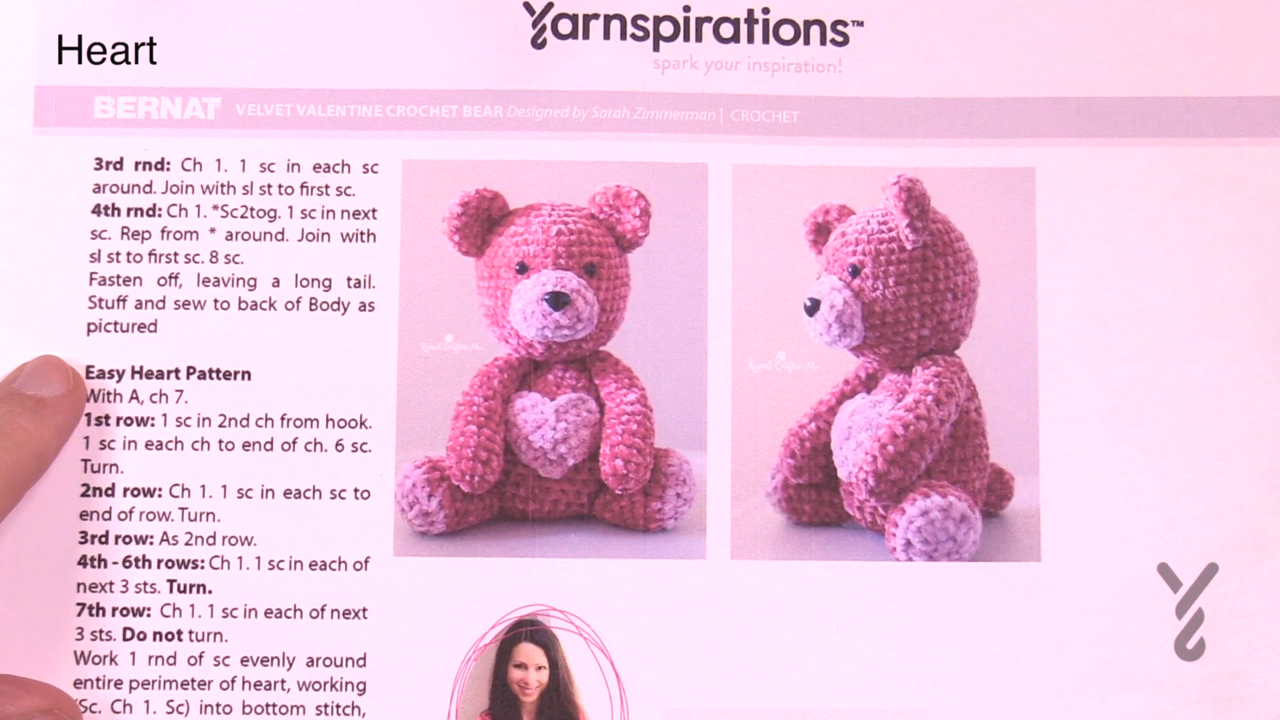 Heart
Yarnspirations™
spark your inspiration!
BERNAT VELVET VALENTINE CROCHET BEAR Designed by Sarah Zimmerman | CROCHET
3rd rnd: Ch 1. 1 sc in each sc
around. Join with sl st to first sc.
4th rnd: Ch 1. *Sc2tog. 1 sc in next
sc. Rep from * around. Join with
sl st to first sc. 8 sc.
Fasten off, leaving a long tail.
Stuff and sew to back of Body as
pictured
Easy Heart Pattern
With A, ch 7.
1st row: 1 sc in 2nd ch from hook.
1 sc in each ch to end of ch. 6 sc.
Turn.
2nd row: Ch 1. 1 sc in each sc to
end of row. Turn.
3rd row: As 2nd row.
4th - 6th rows: Ch 1. 1 sc in each of
next 3 sts. Turn.
7th row: Ch 1. 1 sc in each of next
3 sts. Do not turn.
Work 1 rnd of sc evenly around
entire perimeter of heart, working
(Sc. Ch 1. Sc) into bottom stitch,